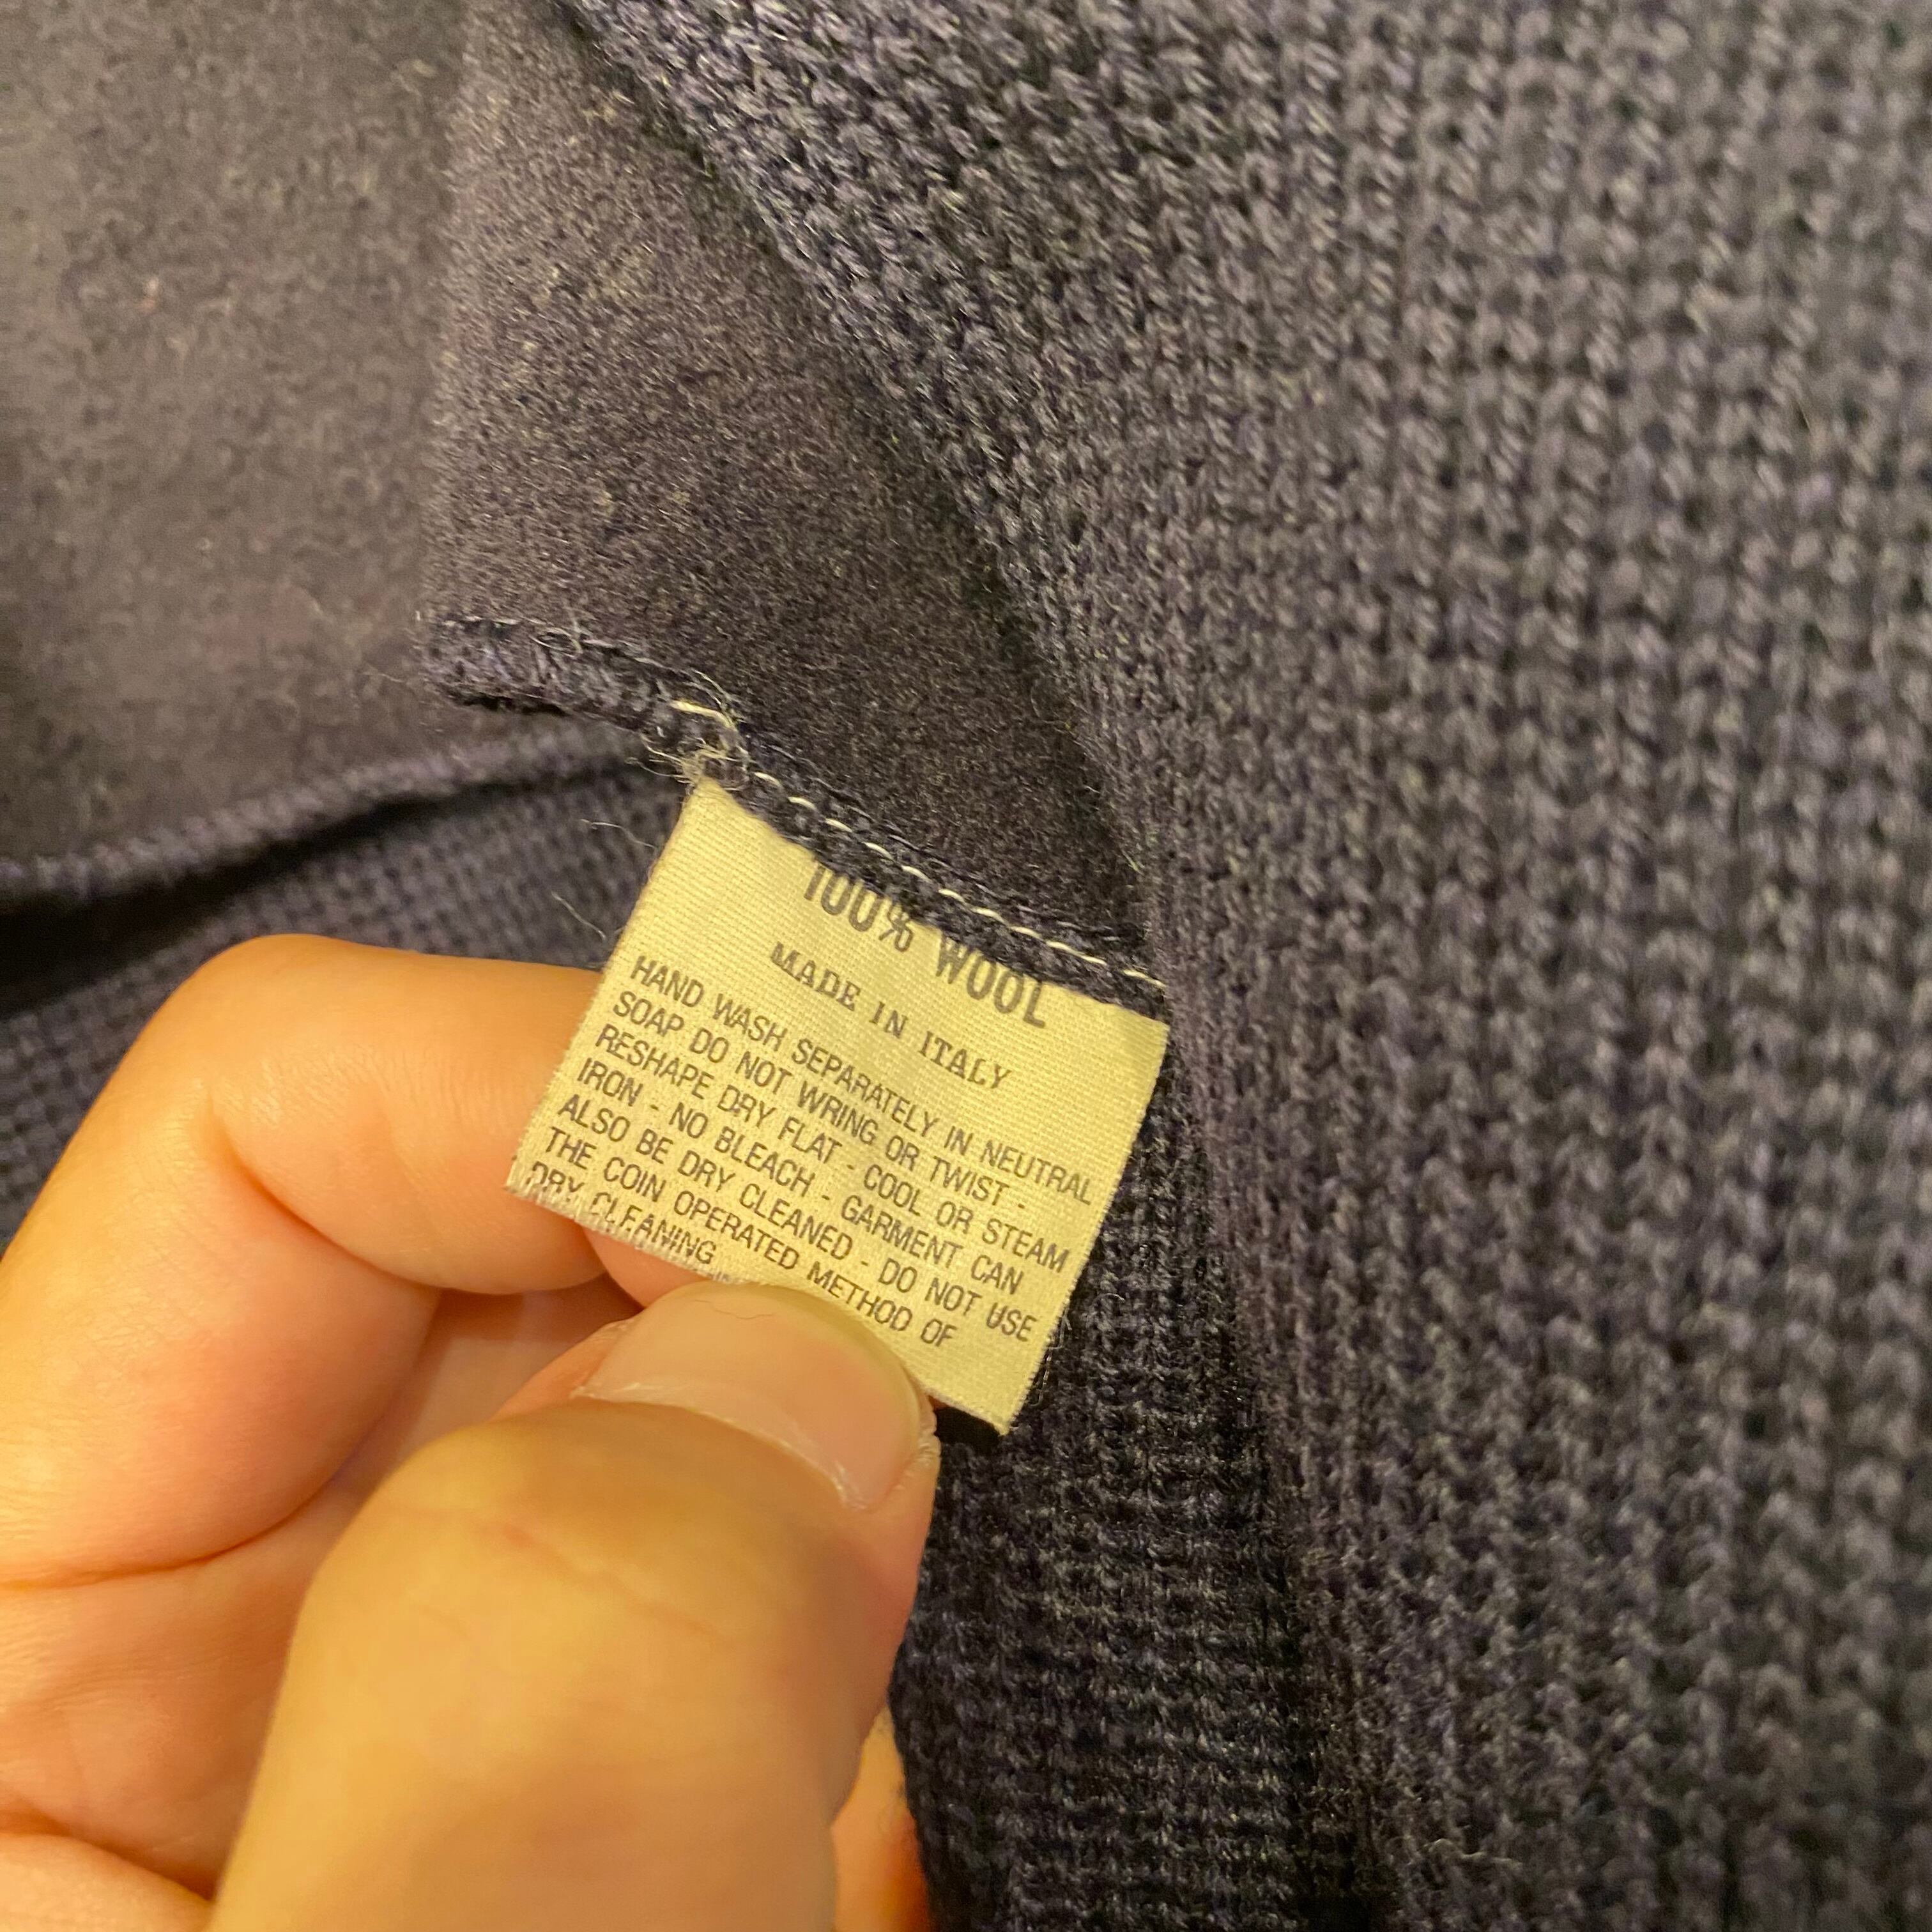 100% WOOL
MADE IN ITALY
HAND WASH SEPARATELY IN NEUTRAL
SOAP DO NOT WRING OR TWIST -
RESHAPE DRY FLAT - COOL OR STEAM
IRON - NO BLEACH - GARMENT CAN
ALSO BE DRY CLEANED - DO NOT USE
THE COIN OPERATED METHOD OF
DRY CLEANING